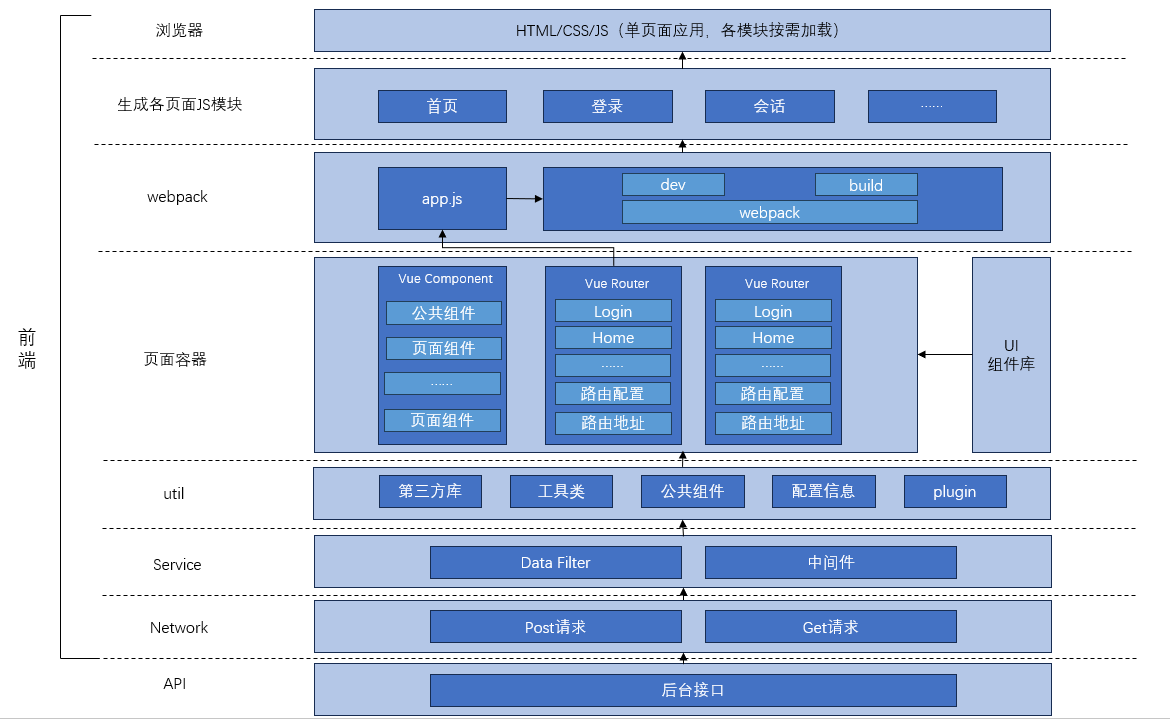 浏览器
HTML/CSS/JS（单页面应用，各模块按需加载）
生成各页面JS模块
首页
登录
会话
......
webpack
app.js
dev
build
webpack
前端
页面容器
Vue Component
公共组件
页面组件
......
页面组件
Vue Router
Login
Home
......
路由配置
路由地址
Vue Router
Login
Home
......
路由配置
路由地址
UI
组件库
util
第三方库
工具类
公共组件
配置信息
plugin
Service
Data Filter
中间件
Network
Post请求
Get请求
API
后台接口